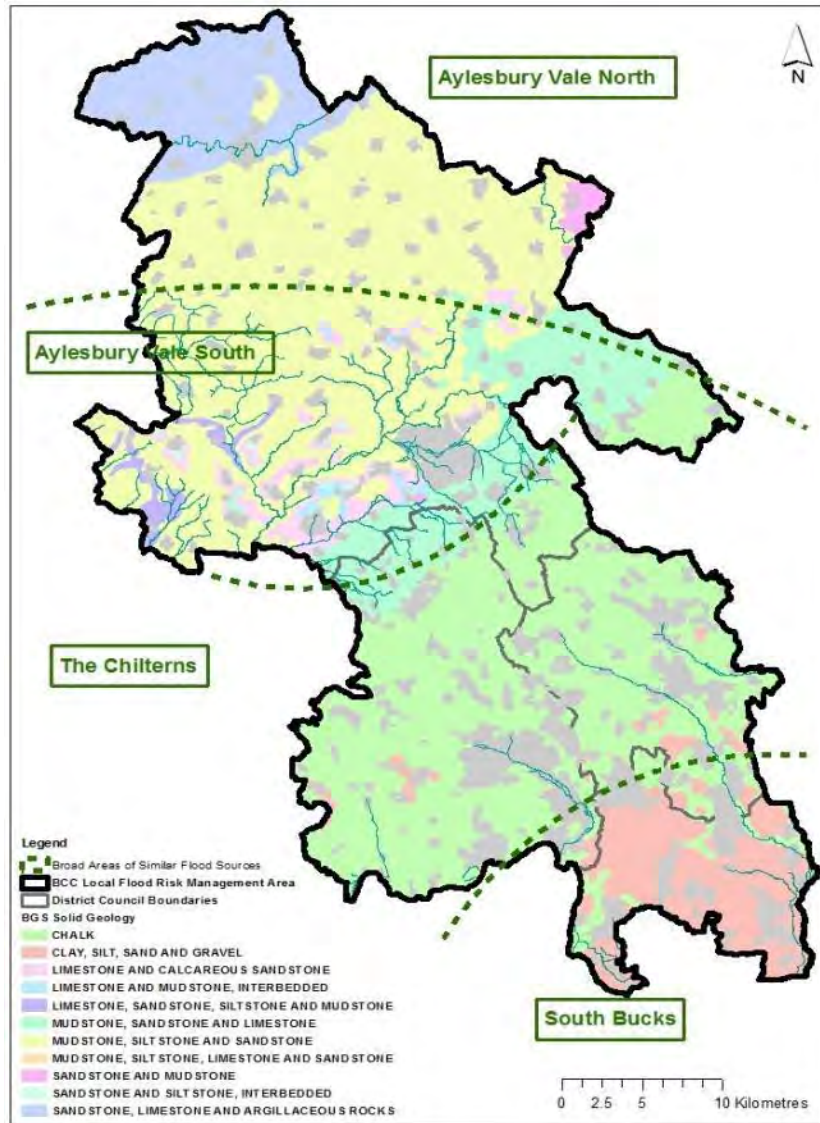 Aylesbury Vale North
N
Aylesbury Vale South
The Chilterns
South Bucks
Legend
Broad Areas of Similar Flood Sources
BCC Local Flood Risk Management Area
District Council Boundaries
BGS Solid Geology
CHALK
CLAY, SILT, SAND AND GRAVEL
LIMESTONE AND CALCAREOUS SANDSTONE
LIMESTONE AND MUDSTONE, INTERBEDDED
LIMESTONE, SANDSTONE, SILTSTONE AND MUDSTONE
MUDSTONE, SANDSTONE AND LIMESTONE
MUDSTONE, SILTSTONE AND SANDSTONE
MUDSTONE, SILTSTONE, LIMESTONE AND SANDSTONE
SANDSTONE AND MUDSTONE
SANDSTONE AND SILTSTONE, INTERBEDDED
SANDSTONE, LIMESTONE AND ARGILLACEOUS ROCKS
0 2.5 5 10 Kilometres